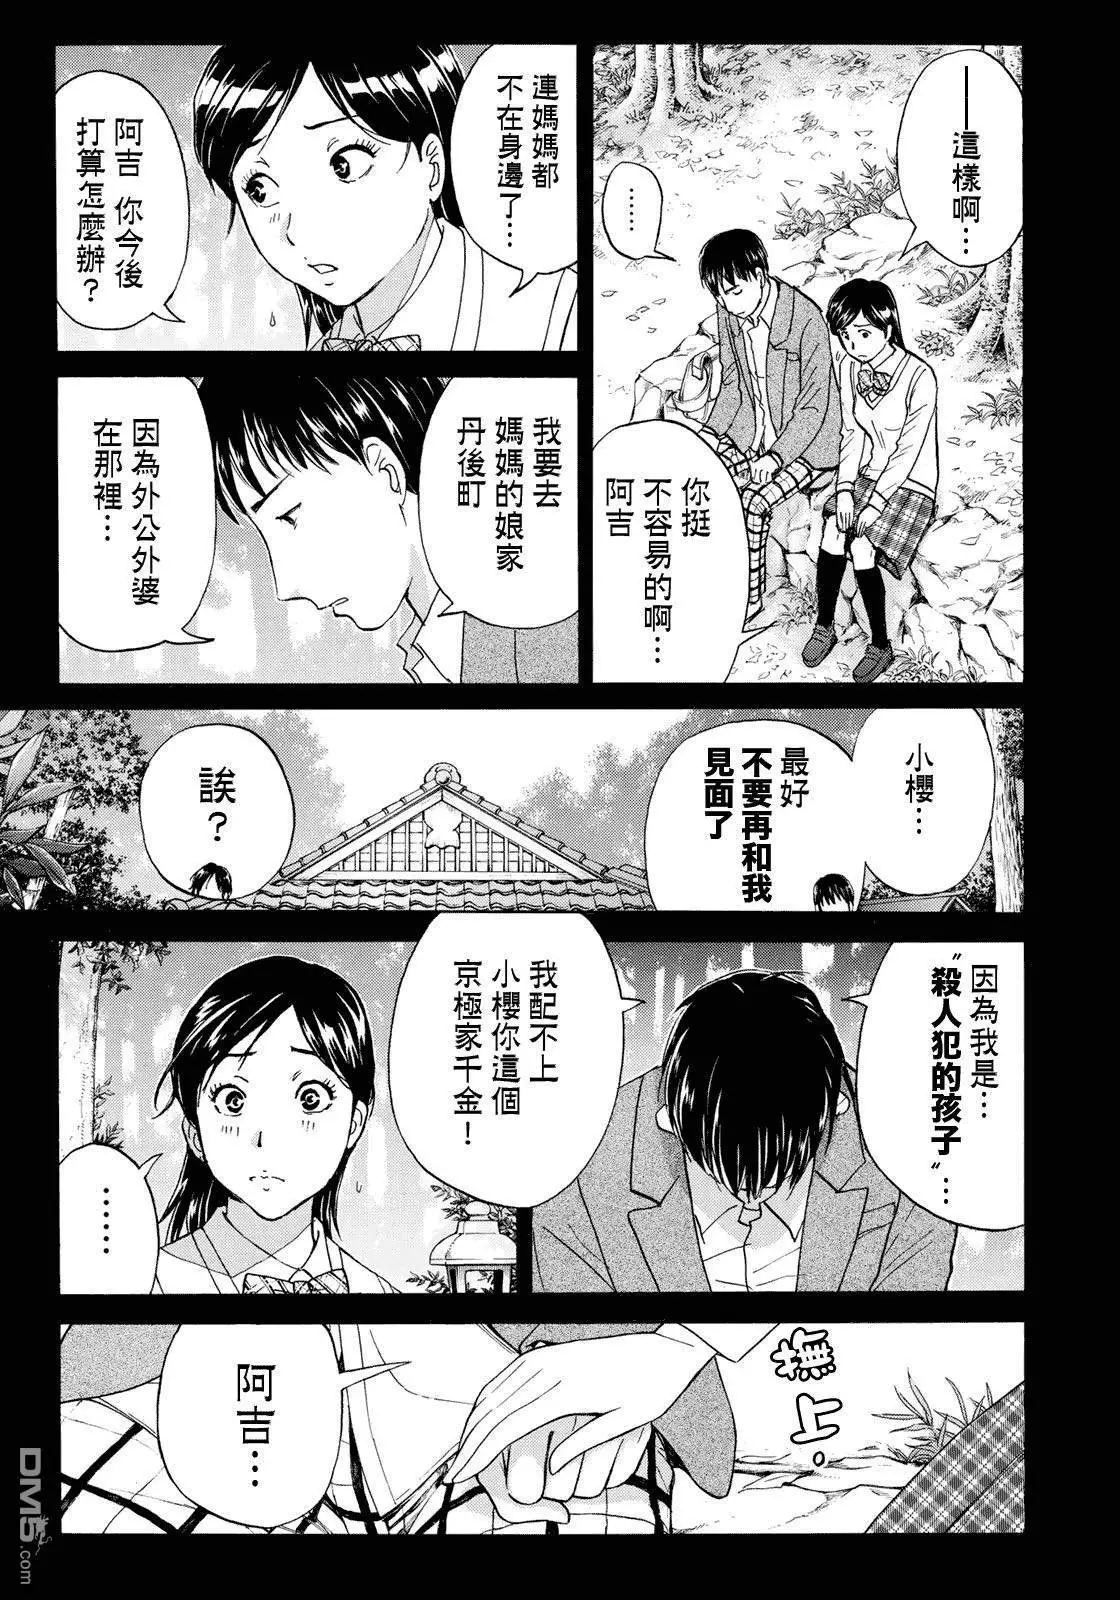 ——這樣啊…
……
你挺
不容易的啊…
阿吉
連媽媽都
不在身邊了…
阿吉 你今後
打算怎麼辦？
我要去
媽媽的娘家
丹後町
因為外公外婆
在那裡…
小櫻…
最好
不要再和我
見面了
誒？
因為我是…
〝殺人犯的孩子〞…
我配不上
小櫻你這個
京極家千金！
……
撫上。
阿吉…
DM5.com